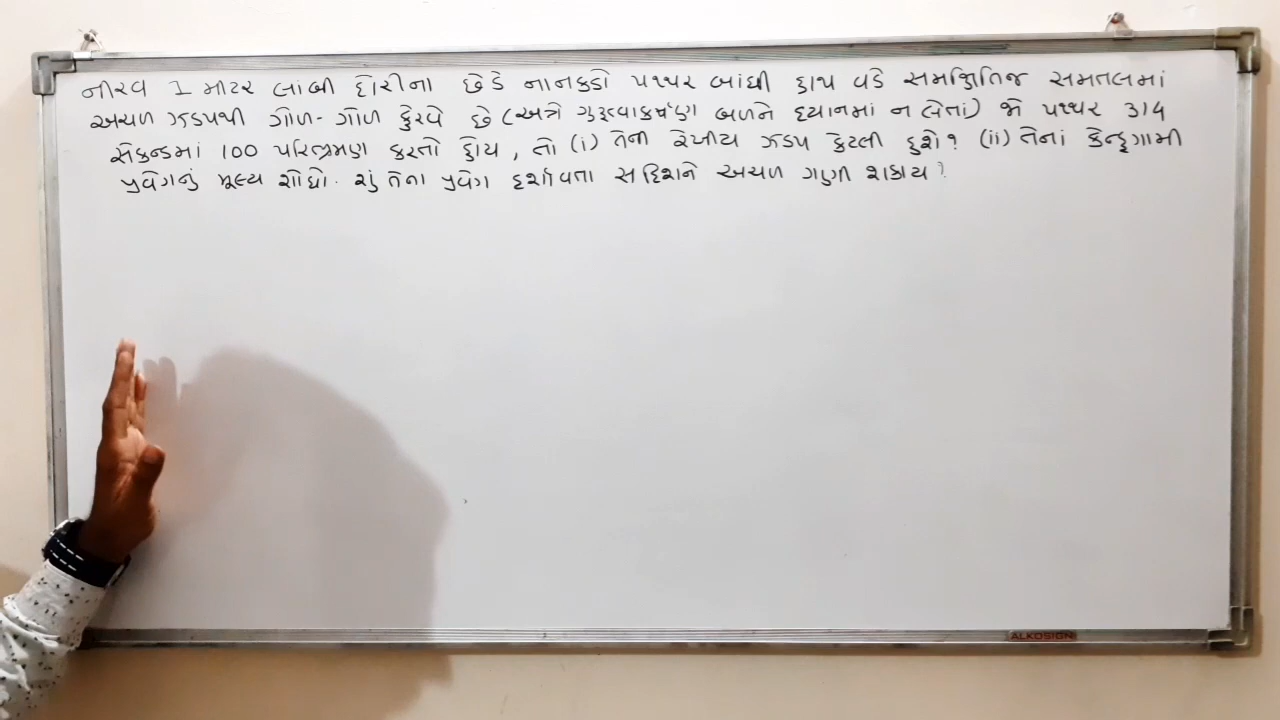 નીરવ 1 મીટર લાંબી દોરીના છેડે નાનકડો પથ્થર બાંધી હાથ વડે સમક્ષિતિજ સમતલમાં
અચળ ઝડપથી ગોળ-ગોળ ફેરવે છે (અત્રે ગુરુત્વાકર્ષણ બળને ધ્યાનમાં ન લેતાં) જો પથ્થર 314
સેકન્ડમાં 100 પરિભ્રમણ કરતો હોય, તો (i) તેની રેખીય ઝડપ કેટલી હશે? (ii) તેનાં કેન્દ્રગામી
પ્રવેગનું મૂલ્ય શોધો. શું તેના પ્રવેગ દર્શાવતા સદિશને અચળ ગણી શકાય?
ALKOSIGN